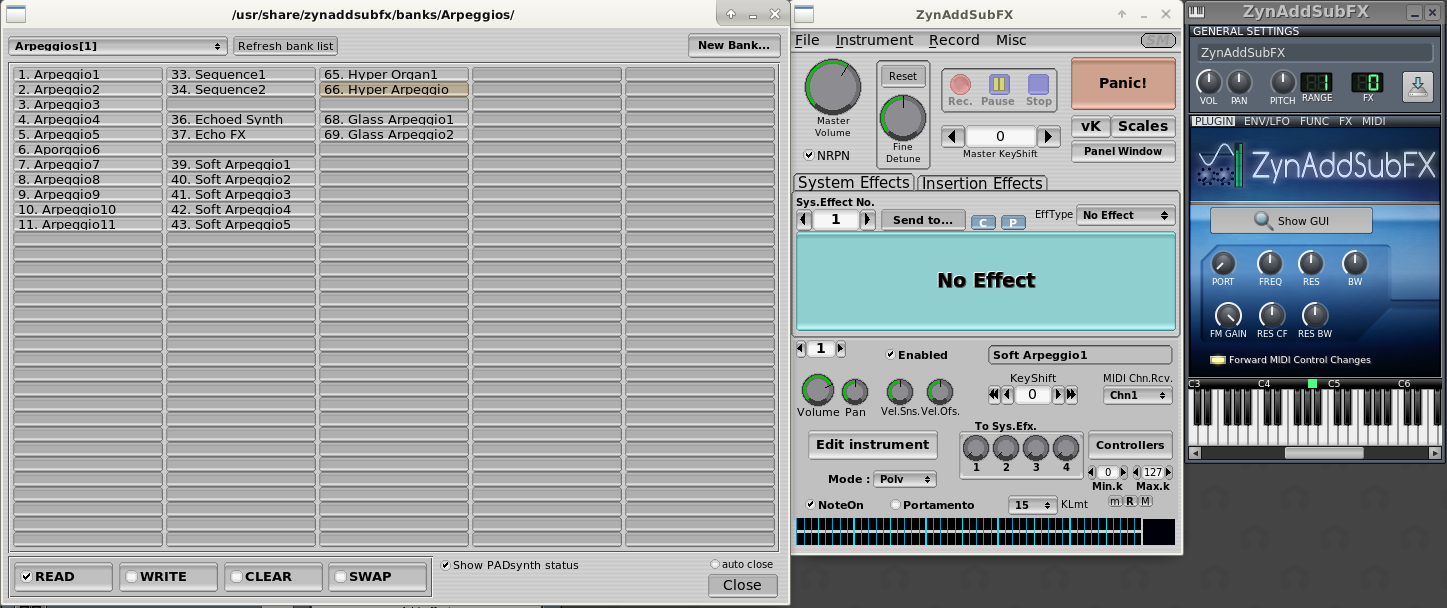 /usr/share/zynaddsubfx/banks/Arpeggios/
Arpeggios[1]
Refresh bank list
New Bank...
1. Arpeggio1
2. Arpeggio2
3. Arpeggio3
4. Arpeggio4
5. Arpeggio5
6. Aporggio6
7. Arpeggio7
8. Arpeggio8
9. Arpeggio9
10. Arpeggio10
11. Arpeggio11
33. Sequence1
34. Sequence2
36. Echoed Synth
37. Echo FX
39. Soft Arpeggio1
40. Soft Arpeggio2
41. Soft Arpeggio3
42. Soft Arpeggio4
43. Soft Arpeggio5
65. Hyper Organ1
66. Hyper Arpeggio
68. Glass Arpeggio1
69. Glass Arpeggio2
READ
WRITE
CLEAR
SWAP
Show PADsynth status
auto close
Close
ZynAddSubFX
File Instrument Record Misc
SM
Master
Volume
NRPN
Reset
Fine
Detune
Rec. Pause Stop
0
Master KeyShift
Panic!
vK Scales
Panel Window
System Effects Insertion Effects
Sys.Effect No.
1
Send to...
C P
EffType No Effect
No Effect
1
Enabled
Soft Arpeggio1
Volume Pan Vel.Sns. Vel.Ofs.
KeyShift
0
MIDI Chn.Rcv.
Chn1
Edit instrument
To Sys.Efx.
1 2 3 4
Controllers
Mode : Poly
0 127
Min.k Max.k
m R M
NoteOn
Portamento
15 KLmt
ZynAddSubFX
GENERAL SETTINGS
ZynAddSubFX
VOL PAN PITCH RANGE FX
1 0
PLUGIN ENV/LFO FUNC FX MIDI
ZynAddSubFX
Show GUI
PORT FREQ RES BW
FM GAIN RES CF RES BW
Forward MIDI Control Changes
C3 C4 C5 C6